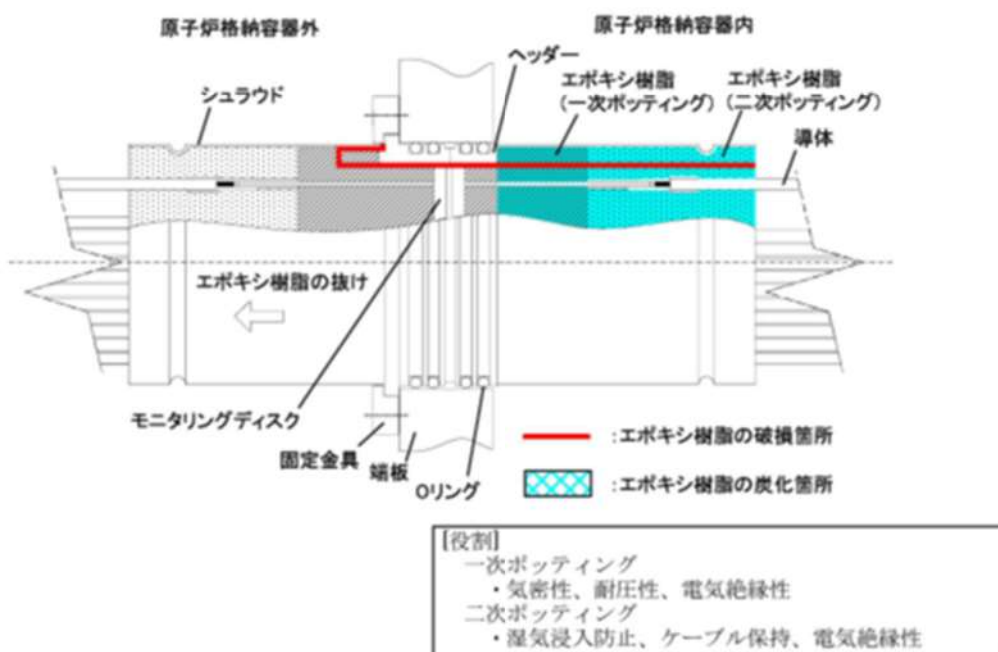 原子炉格納容器外
原子炉格納容器内
ヘッダー
シュラウド
エポキシ樹脂
(一次ポッティング)
エポキシ樹脂
(二次ポッティング)
導体
エポキシ樹脂の抜け
モニタリングディスク
固定金具
端板
Oリング
:エポキシ樹脂の破損箇所
:エポキシ樹脂の炭化箇所
[役割]
一次ポッティング
・気密性、耐圧性、電気絶縁性
二次ポッティング
・湿気浸入防止、ケーブル保持、電気絶縁性